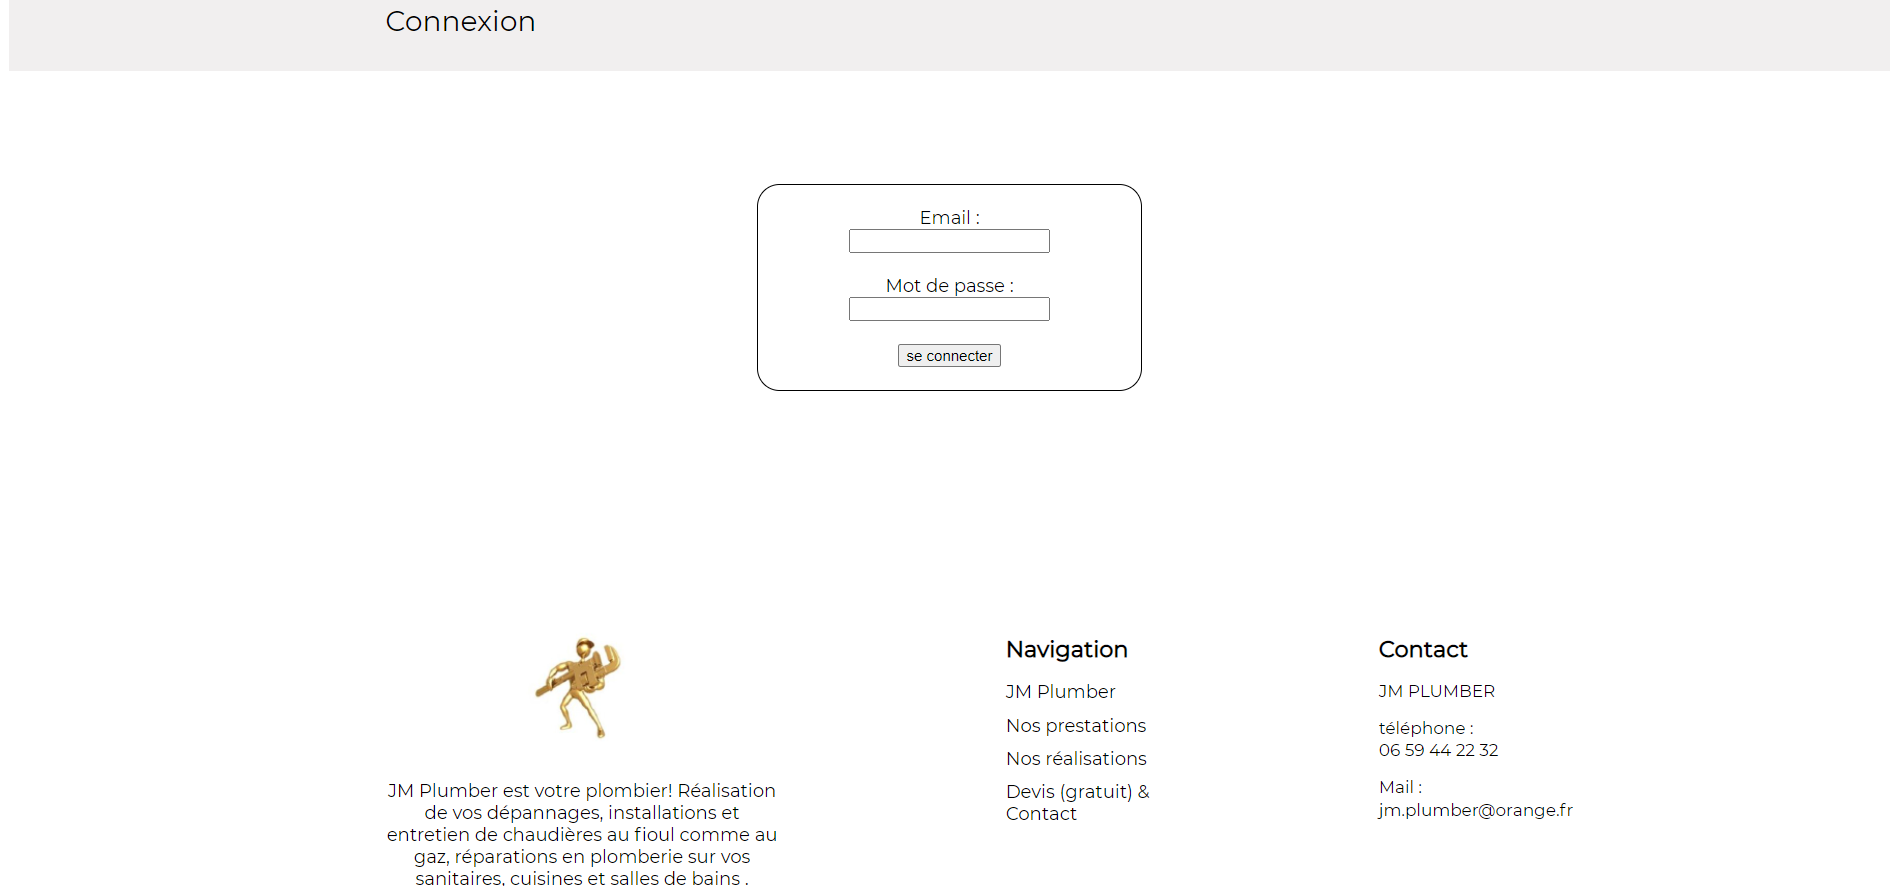 Connexion
Email :
Mot de passe :
se connecter
JM Plumber est votre plombier! Réalisation
de vos dépannages, installations et
entretien de chaudières au fioul comme au
gaz, réparations en plomberie sur vos
sanitaires, cuisines et salles de bains .
Navigation
JM Plumber
Nos prestations
Nos réalisations
Devis (gratuit) &
Contact
Contact
JM PLUMBER
téléphone :
06 59 44 22 32
Mail :
jm.plumber@orange.fr